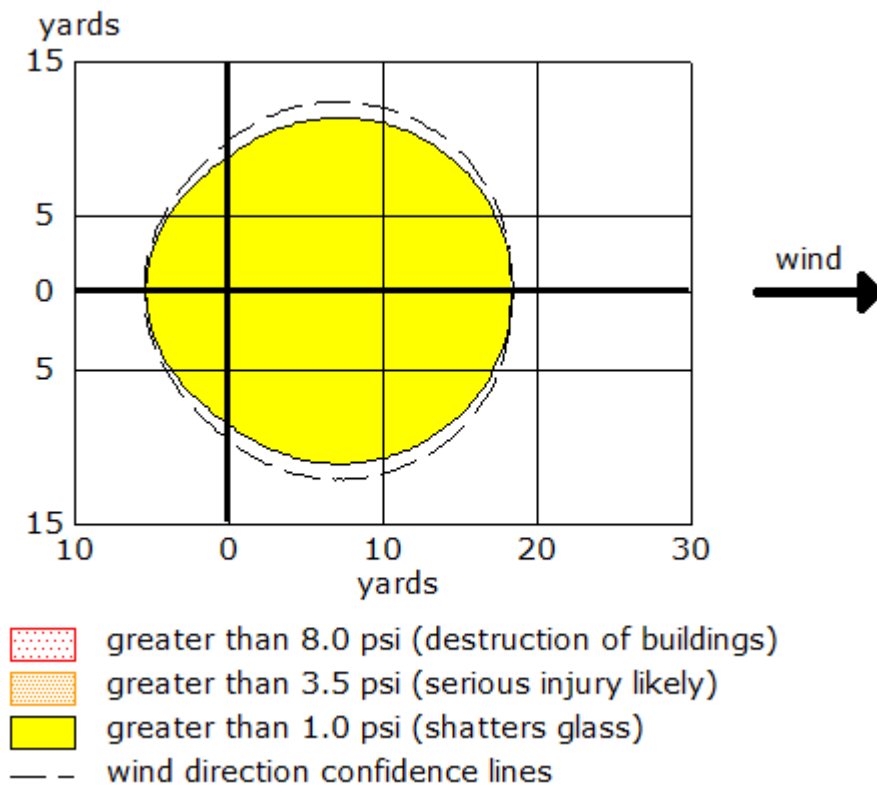 yards
15
5
0
5
15
wind
10 0 10 20 30
yards
greater than 8.0 psi (destruction of buildings)
greater than 3.5 psi (serious injury likely)
greater than 1.0 psi (shatters glass)
wind direction confidence lines